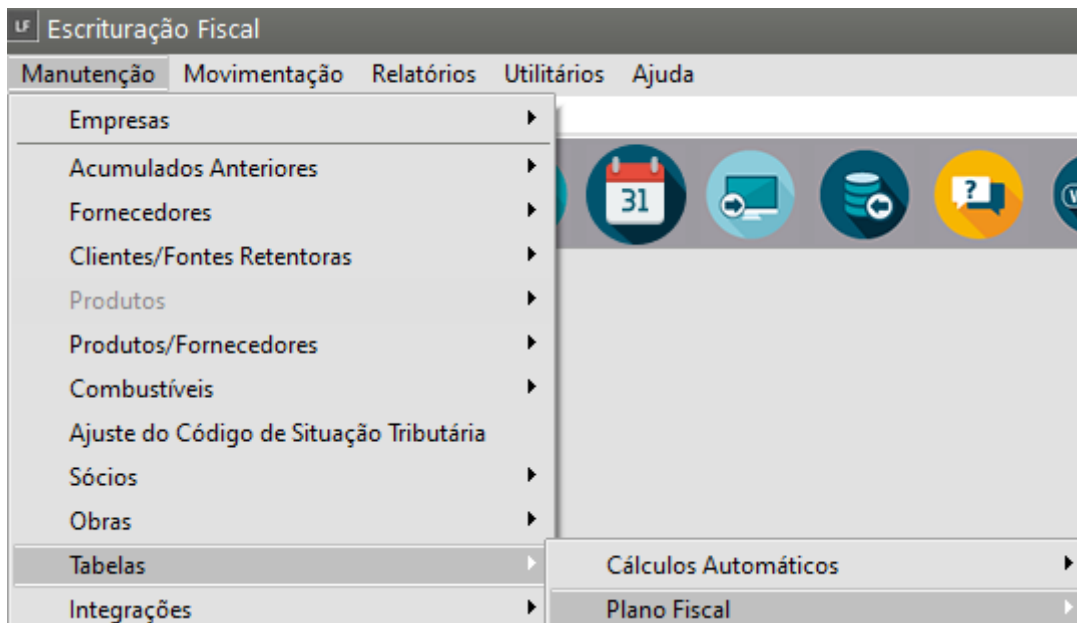 LF Escrituração Fiscal
Manutenção Movimentação Relatórios Utilitários Ajuda
Empresas
Acumulados Anteriores
Fornecedores
31
?
Clientes/Fontes Retentoras
Produtos
Produtos/Fornecedores
Combustíveis
Ajuste do Código de Situação Tributária
Sócios
Obras
Tabelas
Cálculos Automáticos
Integrações
Plano Fiscal